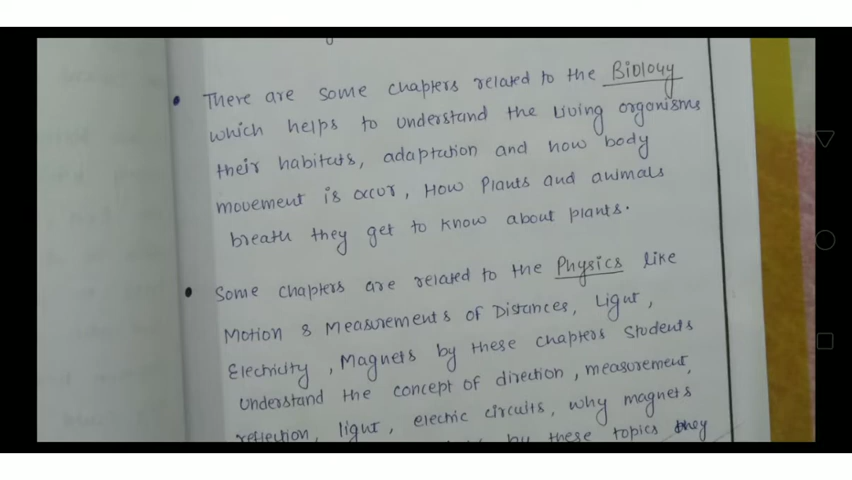 There are some chapters related to the Biology
which helps to understand the Living organisms
their habitats, adaptation and how body
movement is occur, How Plants and animals
breath they get to know about plants.
Some chapters are related to the Physics like
Motion & Measurements of Distances, Light,
Electricity, Magnets by these chapters students
understand the concept of direction, measurement,
reflection, light, electric circuits, why magnets
by these topics they